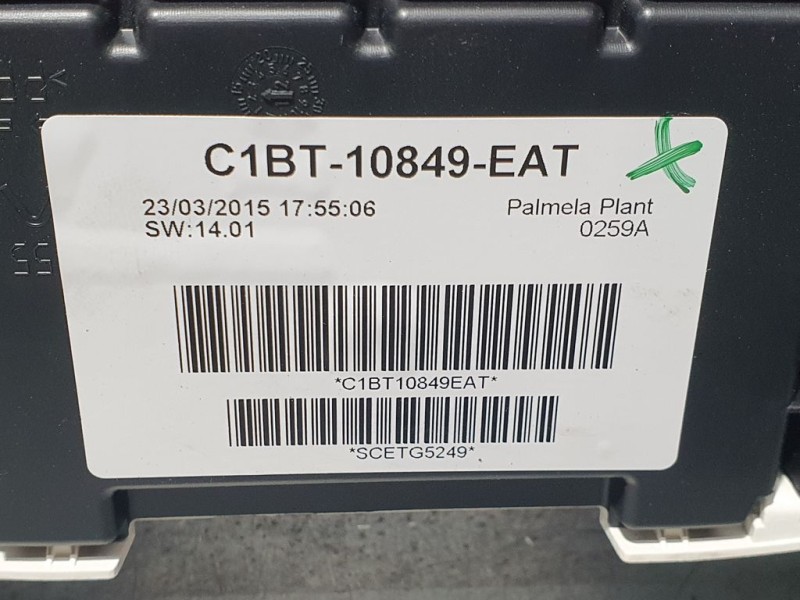 C1BT-10849-EAT
23/03/2015 17:55:06 Palmela Plant
SW:14.01 0259A
*C1BT10849EAT*
*SCETG5249*